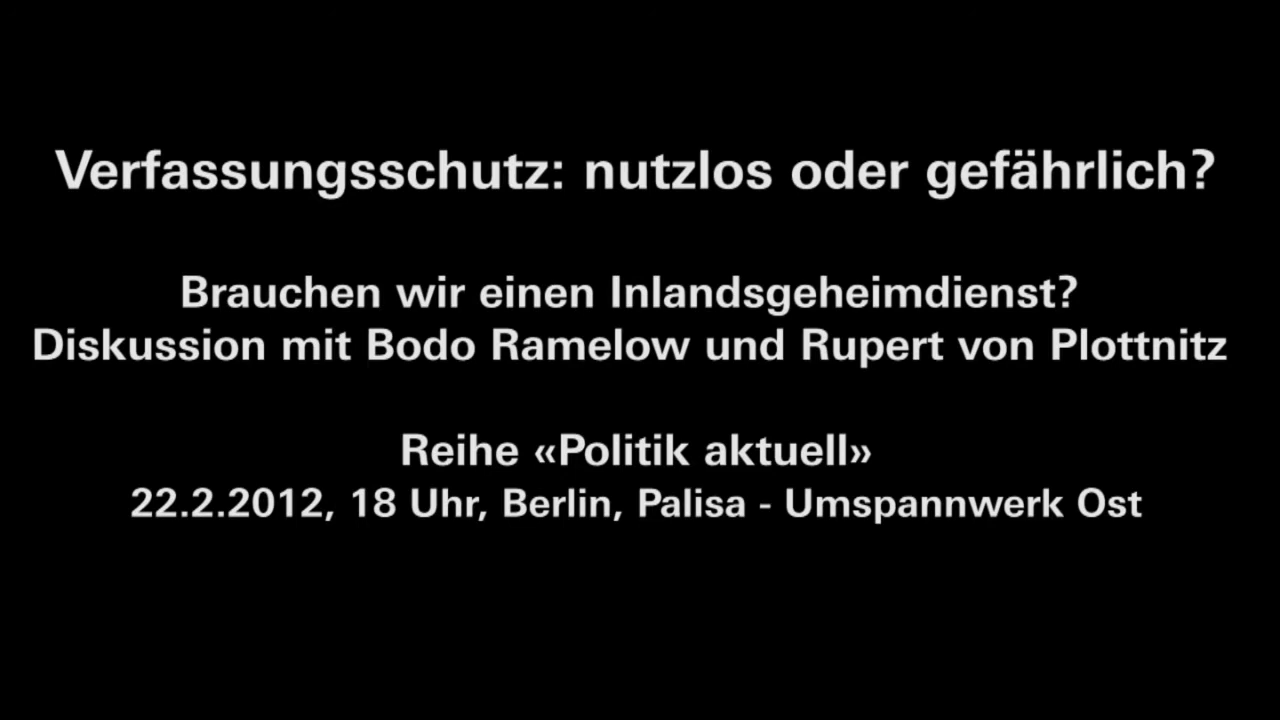 Verfassungsschutz: nutzlos oder gefährlich?
Brauchen wir einen Inlandsgeheimdienst?
Diskussion mit Bodo Ramelow und Rupert von Plottnitz
Reihe «Politik aktuell»
22.2.2012, 18 Uhr, Berlin, Palisa - Umspannwerk Ost